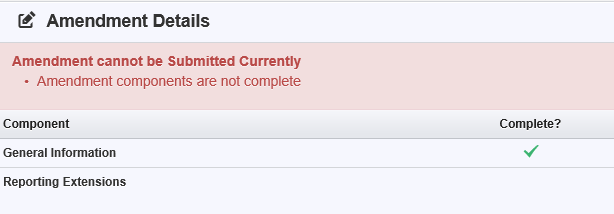 Amendment Details
Amendment cannot be Submitted Currently
• Amendment components are not complete
Component Complete?
General Information
Reporting Extensions